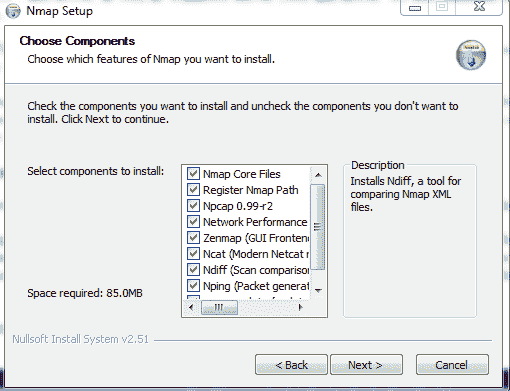 Nmap Setup
Choose Components
Choose which features of Nmap you want to install.
Check the components you want to install and uncheck the components you don't want to
install. Click Next to continue.
Select components to install:
Nmap Core Files
Register Nmap Path
Npcap 0.99-r2
Network Performance
Zenmap (GUI Frontend
Ncat (Modern Netcat r
Ndiff (Scan comparisor
Nping (Packet generat
Description
Installs Ndiff, a tool for
comparing Nmap XML
files.
Space required: 85.0MB
Nullsoft Install System v2.51
< Back
Next >
Cancel